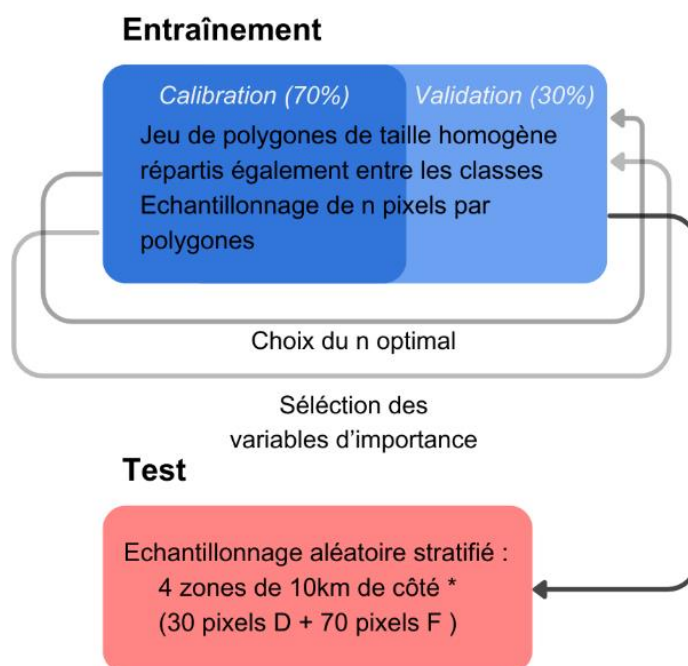 Entraînement
Calibration (70%)
Validation (30%)
Jeu de polygones de taille homogène
répartis également entre les classes
Echantillonnage de n pixels par
polygones
Choix du n optimal
Séléction des
variables d'importance
Test
Echantillonnage aléatoire stratifié :
4 zones de 10km de côté *
(30 pixels D + 70 pixels F )